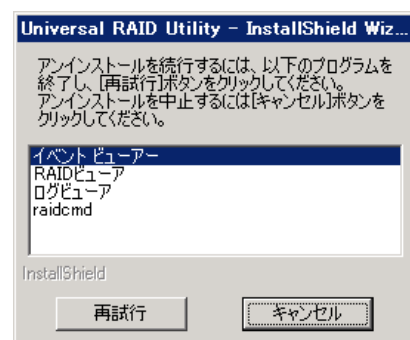 Universal RAID Utility - InstallShield Wiz...
アンインストールを続行するには、以下のプログラムを
終了し、[再試行]ボタンをクリックしてください。
アンインストールを中止するには[キャンセル]ボタンを
クリックしてください。
イベント ビューアー
RAIDビューア
ログビューア
raidcmd
InstallShield
再試行
キャンセル